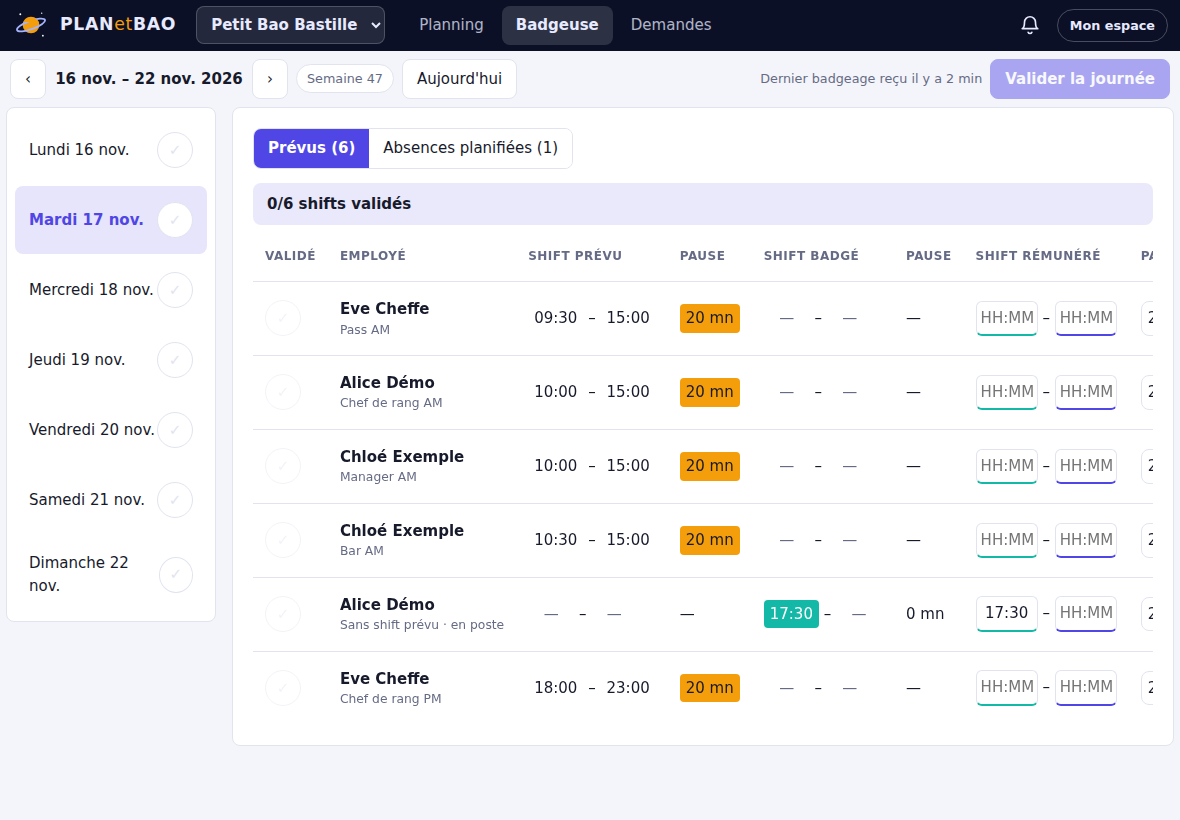 PLANetBAO Petit Bao Bastille Planning Badgeuse Demandes Mon espace
‹ 16 nov. – 22 nov. 2026 › Semaine 47 Aujourd'hui Dernier badgeage reçu il y a 2 min Valider la journée
Lundi 16 nov. ✓
Mardi 17 nov. ✓
Mercredi 18 nov. ✓
Jeudi 19 nov. ✓
Vendredi 20 nov. ✓
Samedi 21 nov. ✓
Dimanche 22
nov. ✓
Prévus (6) Absences planifiées (1)
0/6 shifts validés
VALIDÉ EMPLOYÉ SHIFT PRÉVU PAUSE SHIFT BADGÉ PAUSE SHIFT RÉMUNÉRÉ
✓ Eve Cheffe 09:30 – 15:00 20 mn — – — — HH:MM – HH:MM
Pass AM
✓ Alice Démo 10:00 – 15:00 20 mn — – — — HH:MM – HH:MM
Chef de rang AM
✓ Chloé Exemple 10:00 – 15:00 20 mn — – — — HH:MM – HH:MM
Manager AM
✓ Chloé Exemple 10:30 – 15:00 20 mn — – — — HH:MM – HH:MM
Bar AM
✓ Alice Démo — – — — 17:30 – — 0 mn 17:30 – HH:MM
Sans shift prévu · en poste
✓ Eve Cheffe 18:00 – 23:00 20 mn — – — — HH:MM – HH:MM
Chef de rang PM